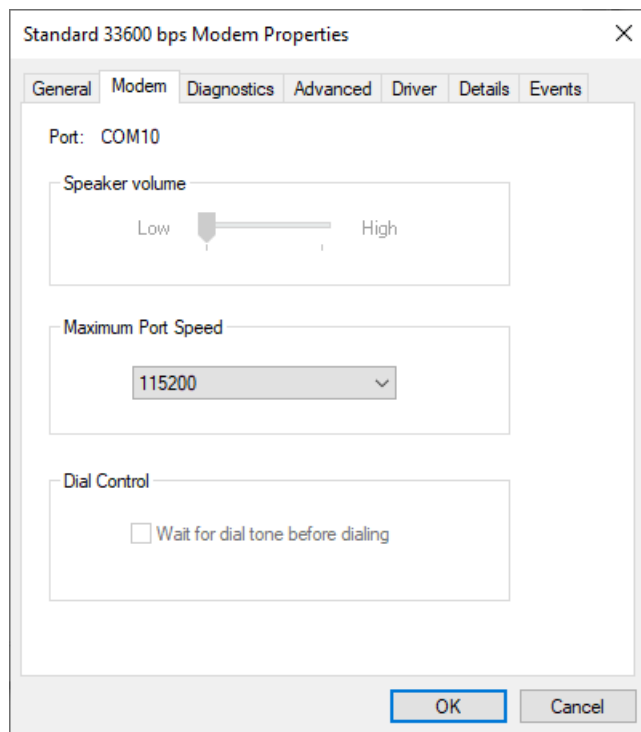 Standard 33600 bps Modem Properties
General Modem Diagnostics Advanced Driver Details Events
Port: COM10
Speaker volume
Low High
Maximum Port Speed
115200
Dial Control
Wait for dial tone before dialing
OK Cancel